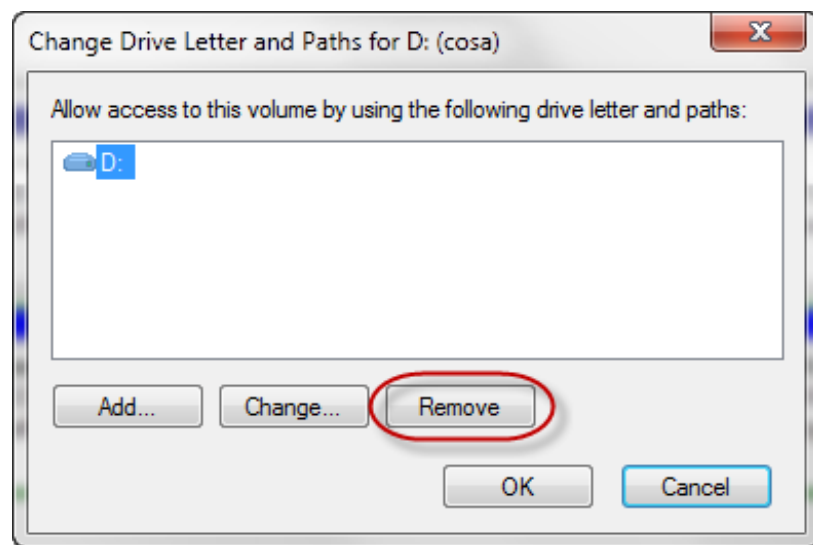 Change Drive Letter and Paths for D: (cosa)
Allow access to this volume by using the following drive letter and paths:
D:
Add... Change... Remove
OK Cancel